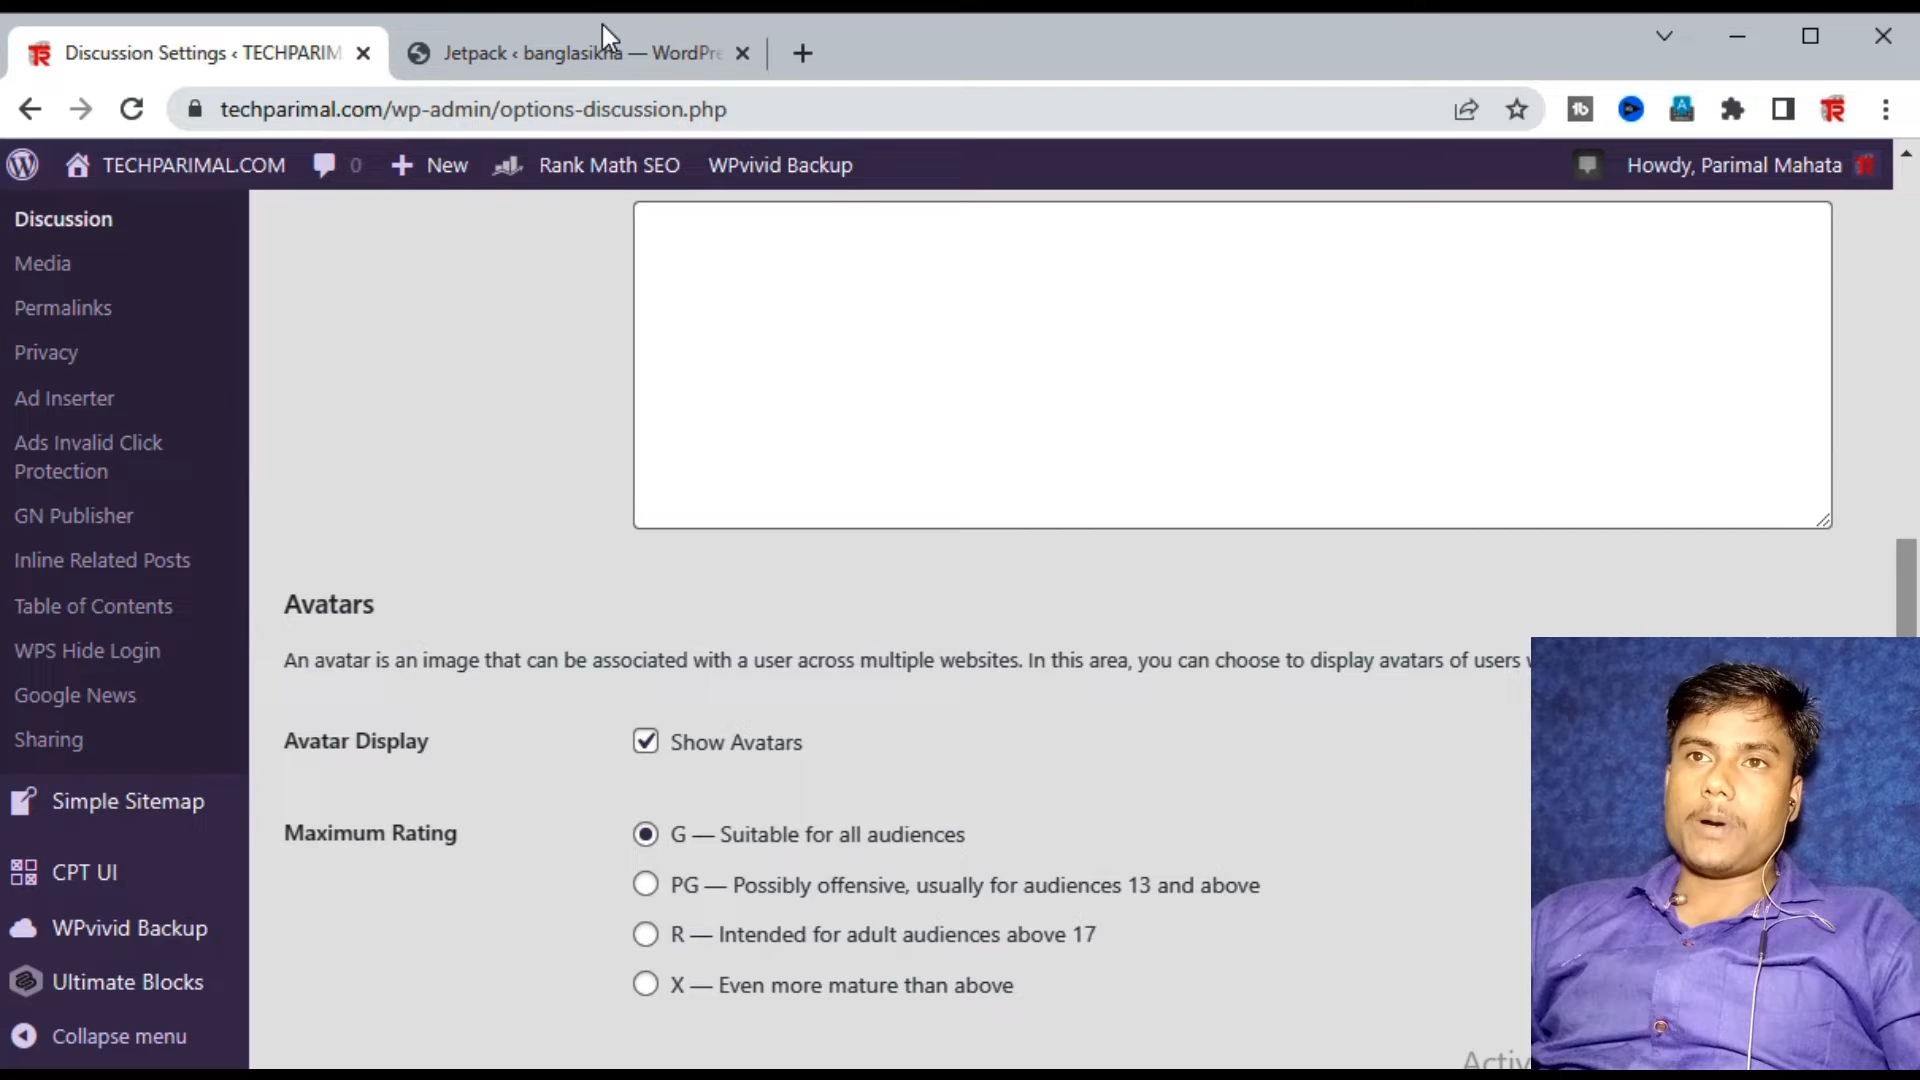 Discussion Settings ‹ TECHPARIM
Jetpack ‹ banglasikha — WordPre
techparimal.com/wp-admin/options-discussion.php
TECHPARIMAL.COM
0
New
Rank Math SEO
WPvivid Backup
Howdy, Parimal Mahata
Discussion
Media
Permalinks
Privacy
Ad Inserter
Ads Invalid Click
Protection
GN Publisher
Inline Related Posts
Table of Contents
WPS Hide Login
Google News
Sharing
Simple Sitemap
CPT UI
WPvivid Backup
Ultimate Blocks
Collapse menu
Avatars
An avatar is an image that can be associated with a user across multiple websites. In this area, you can choose to display avatars of users
Avatar Display
Show Avatars
Maximum Rating
G — Suitable for all audiences
PG — Possibly offensive, usually for audiences 13 and above
R — Intended for adult audiences above 17
X — Even more mature than above